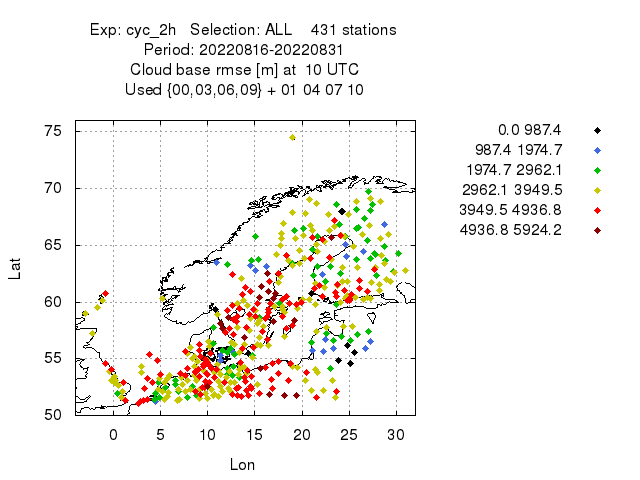 Exp: cyc_2h   Selection: ALL    431 stations
Period: 20220816-20220831
Cloud base rmse [m] at  10 UTC
Used {00,03,06,09} + 01 04 07 10
0.0 987.4
987.4 1974.7
1974.7 2962.1
2962.1 3949.5
3949.5 4936.8
4936.8 5924.2
75
70
65
60
55
50
Lat
0 5 10 15 20 25 30
Lon